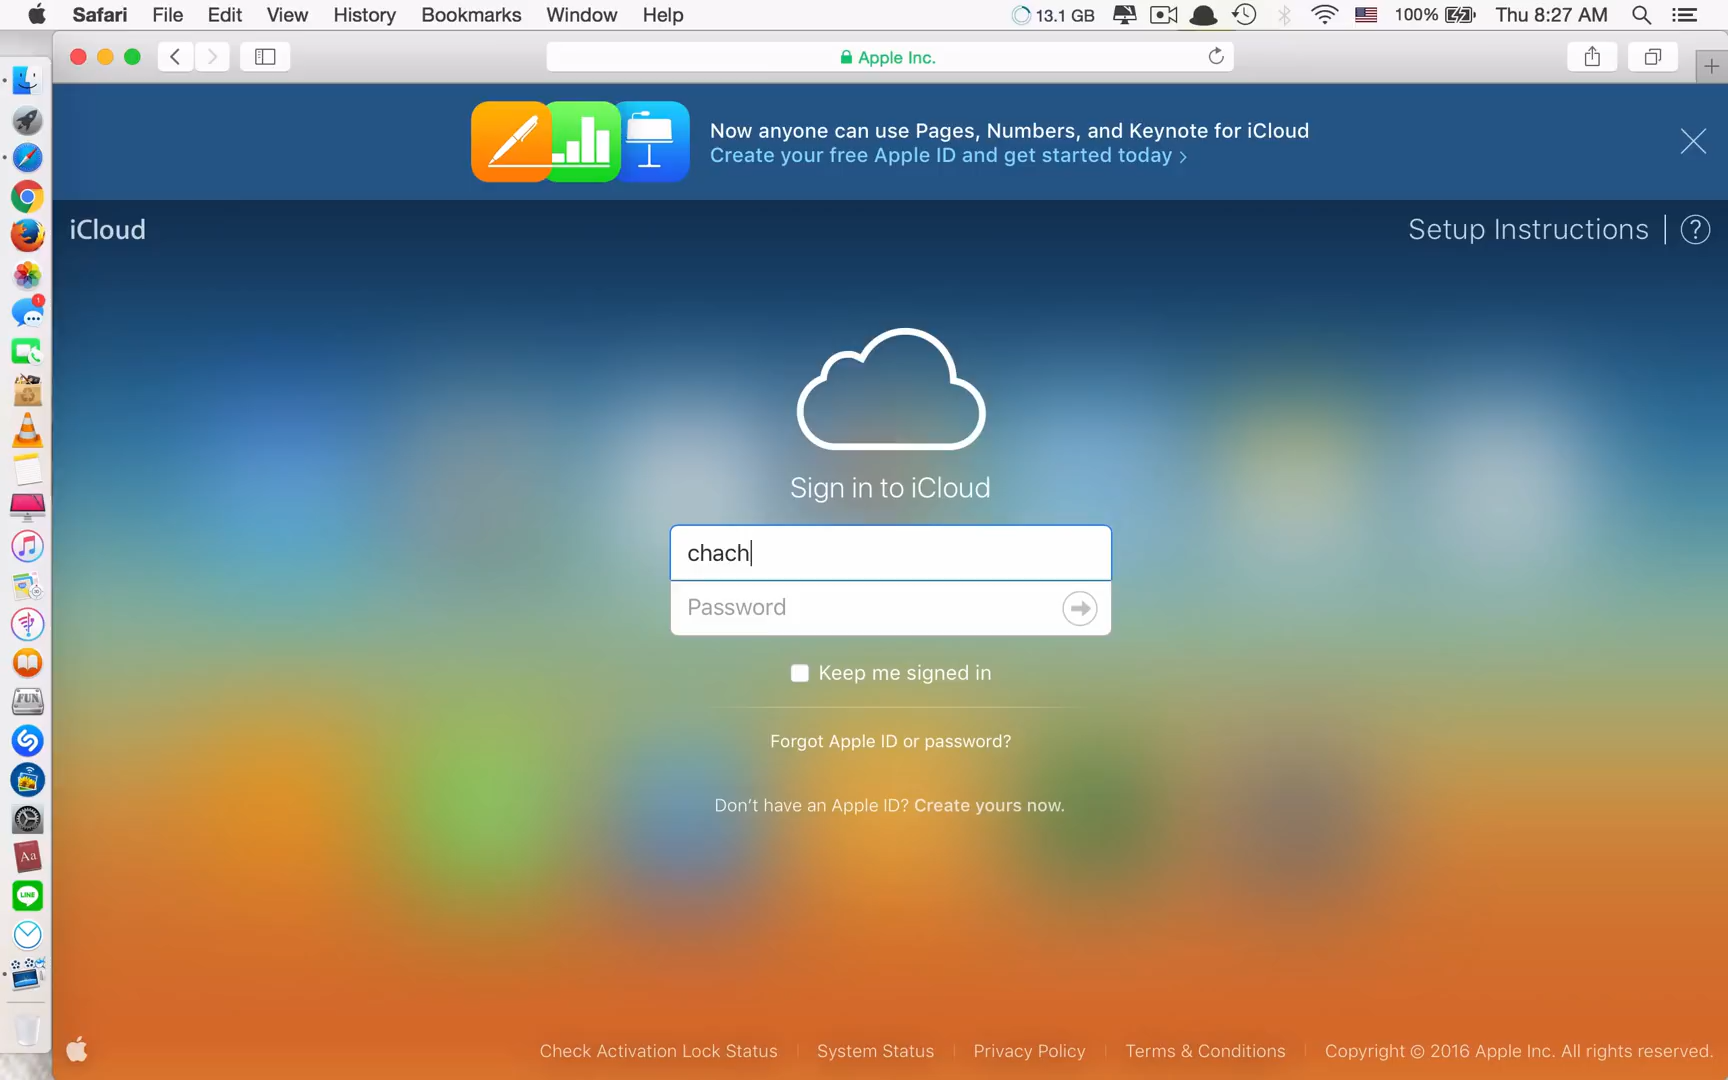 Safari File Edit View History Bookmarks Window Help 13.1 GB 100% Thu 8:27 AM
Apple Inc.
Now anyone can use Pages, Numbers, and Keynote for iCloud
Create your free Apple ID and get started today >
iCloud
Setup Instructions | ?
Sign in to iCloud
chach
Password
Keep me signed in
Forgot Apple ID or password?
Don't have an Apple ID? Create yours now.
Check Activation Lock Status System Status Privacy Policy Terms & Conditions Copyright © 2016 Apple Inc. All rights reserved.
1
FUN
Aa
LINE